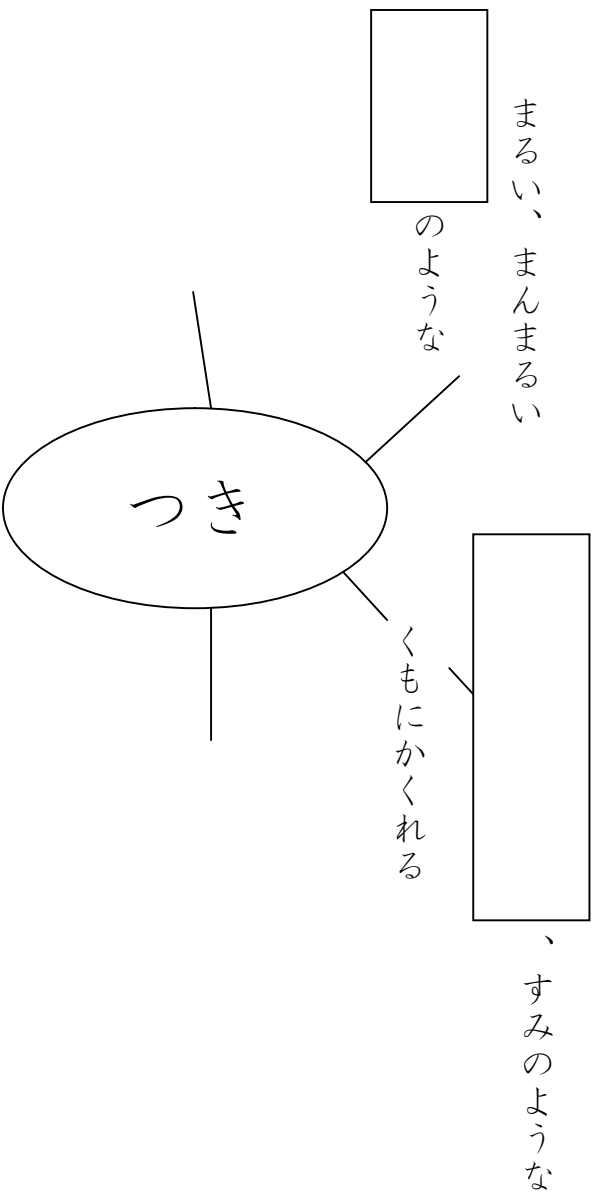 まるい、まんまるい
のような
つき
、すみのような
くもにかくれる